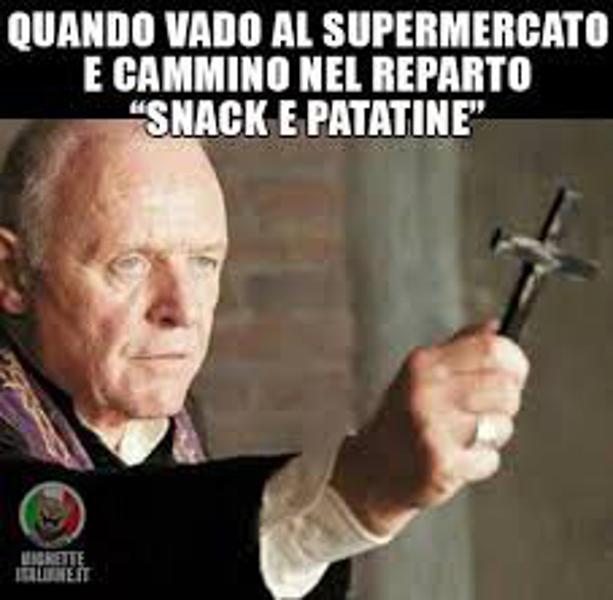 QUANDO VADO AL SUPERMERCATO
E CAMMINO NEL REPARTO
“SNACK E PATATINE”
VIGNETTE
ITALIANE.IT